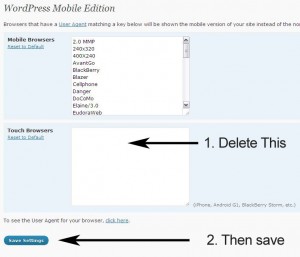 WordPress Mobile Edition
Browsers that have a User Agent matching a key below will be shown the mobile version of your site instead of the no
Mobile Browsers
Reset to Default
2.0 MMP
240x320
400X240
AvantGo
BlackBerry
Blazer
Cellphone
Danger
DoCoMo
Elaine/3.0
EudoraWeb
Touch Browsers
Reset to Default
1. Delete This
(iPhone, Android G1, BlackBerry Storm, etc.)
To see the User Agent for your browser, click here.
Save Settings
2. Then save